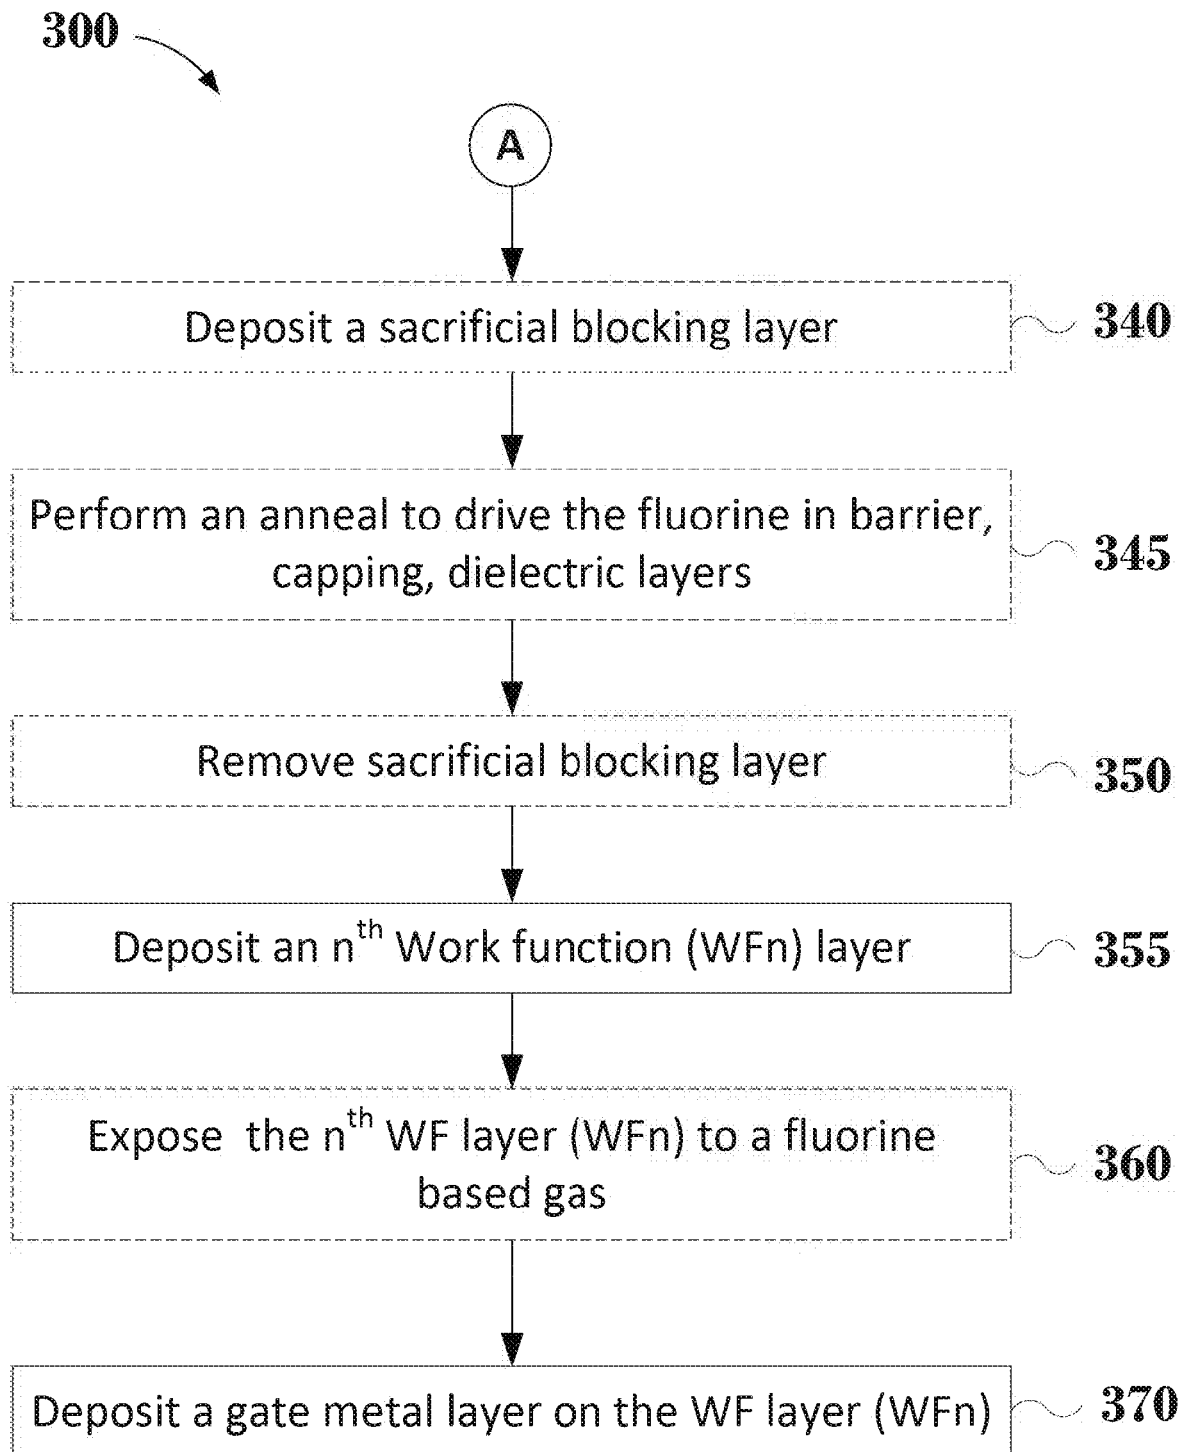 300
A
Deposit a sacrificial blocking layer
340
Perform an anneal to drive the fluorine in barrier,
capping, dielectric layers
345
Remove sacrificial blocking layer
350
Deposit an nth Work function (WFn) layer
355
Expose the nth WF layer (WFn) to a fluorine
based gas
360
Deposit a gate metal layer on the WF layer (WFn)
370